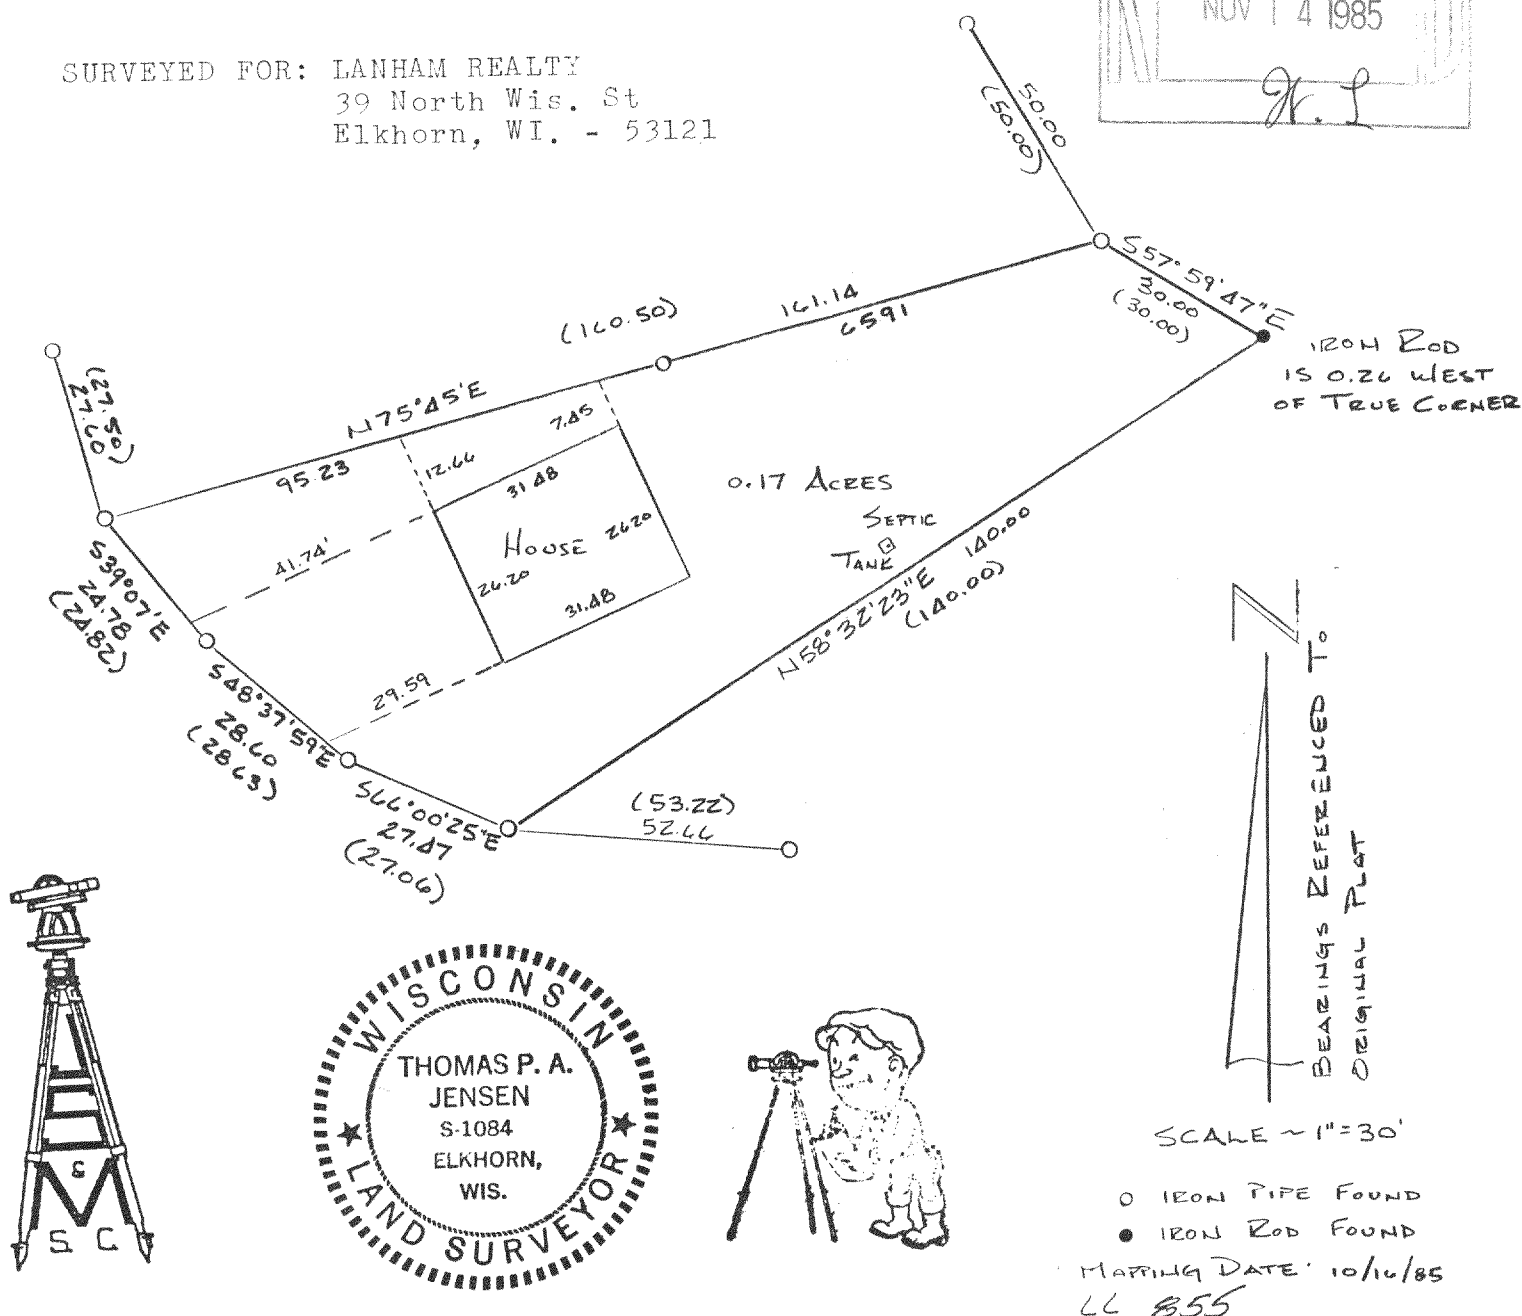 NOV 14 1985
SURVEYED FOR: LANHAM REALTY
39 North Wis. St
Elkhorn, WI. - 53121
50.00
(50.00)
S57°59'47"E
30.00
(30.00)
IRON ROD
IS 0.26 WEST
OF TRUE CORNER
(160.50)
161.14
6591
N75°45'E
95.23
(27.50)
27.60
12.66
7.45
31.48
HOUSE
26.20
26.20
31.48
41.74'
29.59
0.17 ACRES
SEPTIC
TANK
140.00
N58°32'23"E
(140.00)
S39°07'E
24.78
(24.82)
S48°37'59"E
28.60
(28.63)
S66°00'25"E
27.47
(27.06)
(53.22)
52.66
N
BEARINGS REFERENCED TO
ORIGINAL PLAT
SCALE ~ 1"=30'
○ IRON PIPE FOUND
● IRON ROD FOUND
MAPPING DATE: 10/16/85
855
WISCONSIN
THOMAS P. A.
JENSEN
S-1084
ELKHORN,
WIS.
LAND SURVEYOR
&
S C